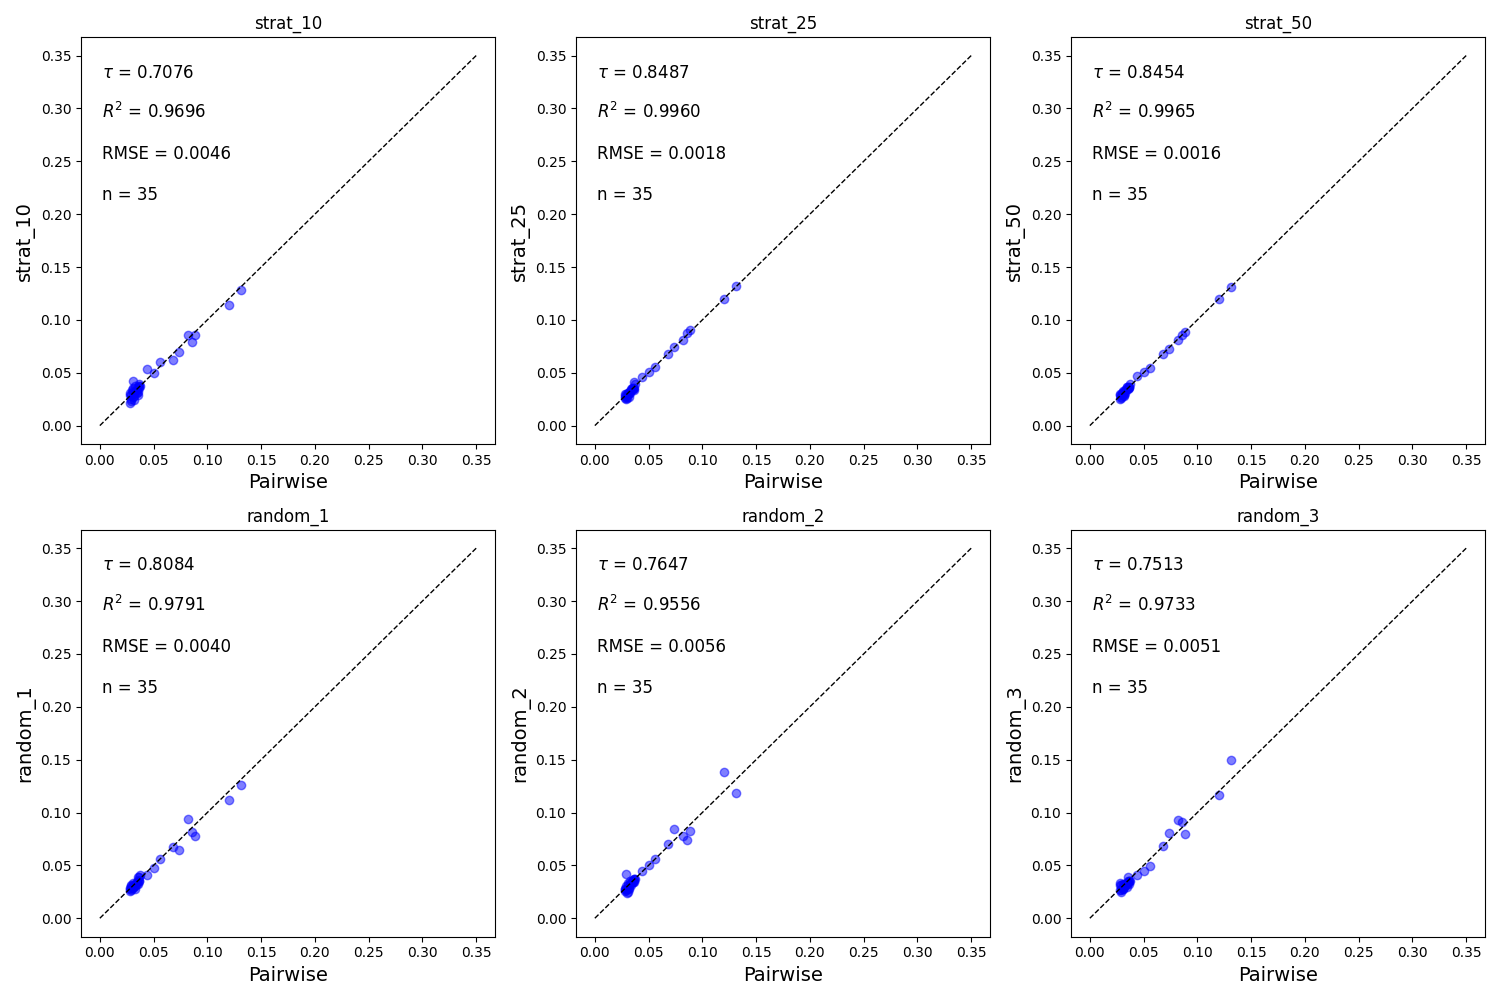 strat_10
τ = 0.7076
R² = 0.9696
RMSE = 0.0046
n = 35
0.35
0.30
0.25
0.20
0.15
0.10
0.05
0.00
strat_10
0.00 0.05 0.10 0.15 0.20 0.25 0.30 0.35
Pairwise
strat_25
τ = 0.8487
R² = 0.9960
RMSE = 0.0018
n = 35
0.35
0.30
0.25
0.20
0.15
0.10
0.05
0.00
strat_25
0.00 0.05 0.10 0.15 0.20 0.25 0.30 0.35
Pairwise
strat_50
τ = 0.8454
R² = 0.9965
RMSE = 0.0016
n = 35
0.35
0.30
0.25
0.20
0.15
0.10
0.05
0.00
strat_50
0.00 0.05 0.10 0.15 0.20 0.25 0.30 0.35
Pairwise
random_1
τ = 0.8084
R² = 0.9791
RMSE = 0.0040
n = 35
0.35
0.30
0.25
0.20
0.15
0.10
0.05
0.00
random_1
0.00 0.05 0.10 0.15 0.20 0.25 0.30 0.35
Pairwise
random_2
τ = 0.7647
R² = 0.9556
RMSE = 0.0056
n = 35
0.35
0.30
0.25
0.20
0.15
0.10
0.05
0.00
random_2
0.00 0.05 0.10 0.15 0.20 0.25 0.30 0.35
Pairwise
random_3
τ = 0.7513
R² = 0.9733
RMSE = 0.0051
n = 35
0.35
0.30
0.25
0.20
0.15
0.10
0.05
0.00
random_3
0.00 0.05 0.10 0.15 0.20 0.25 0.30 0.35
Pairwise